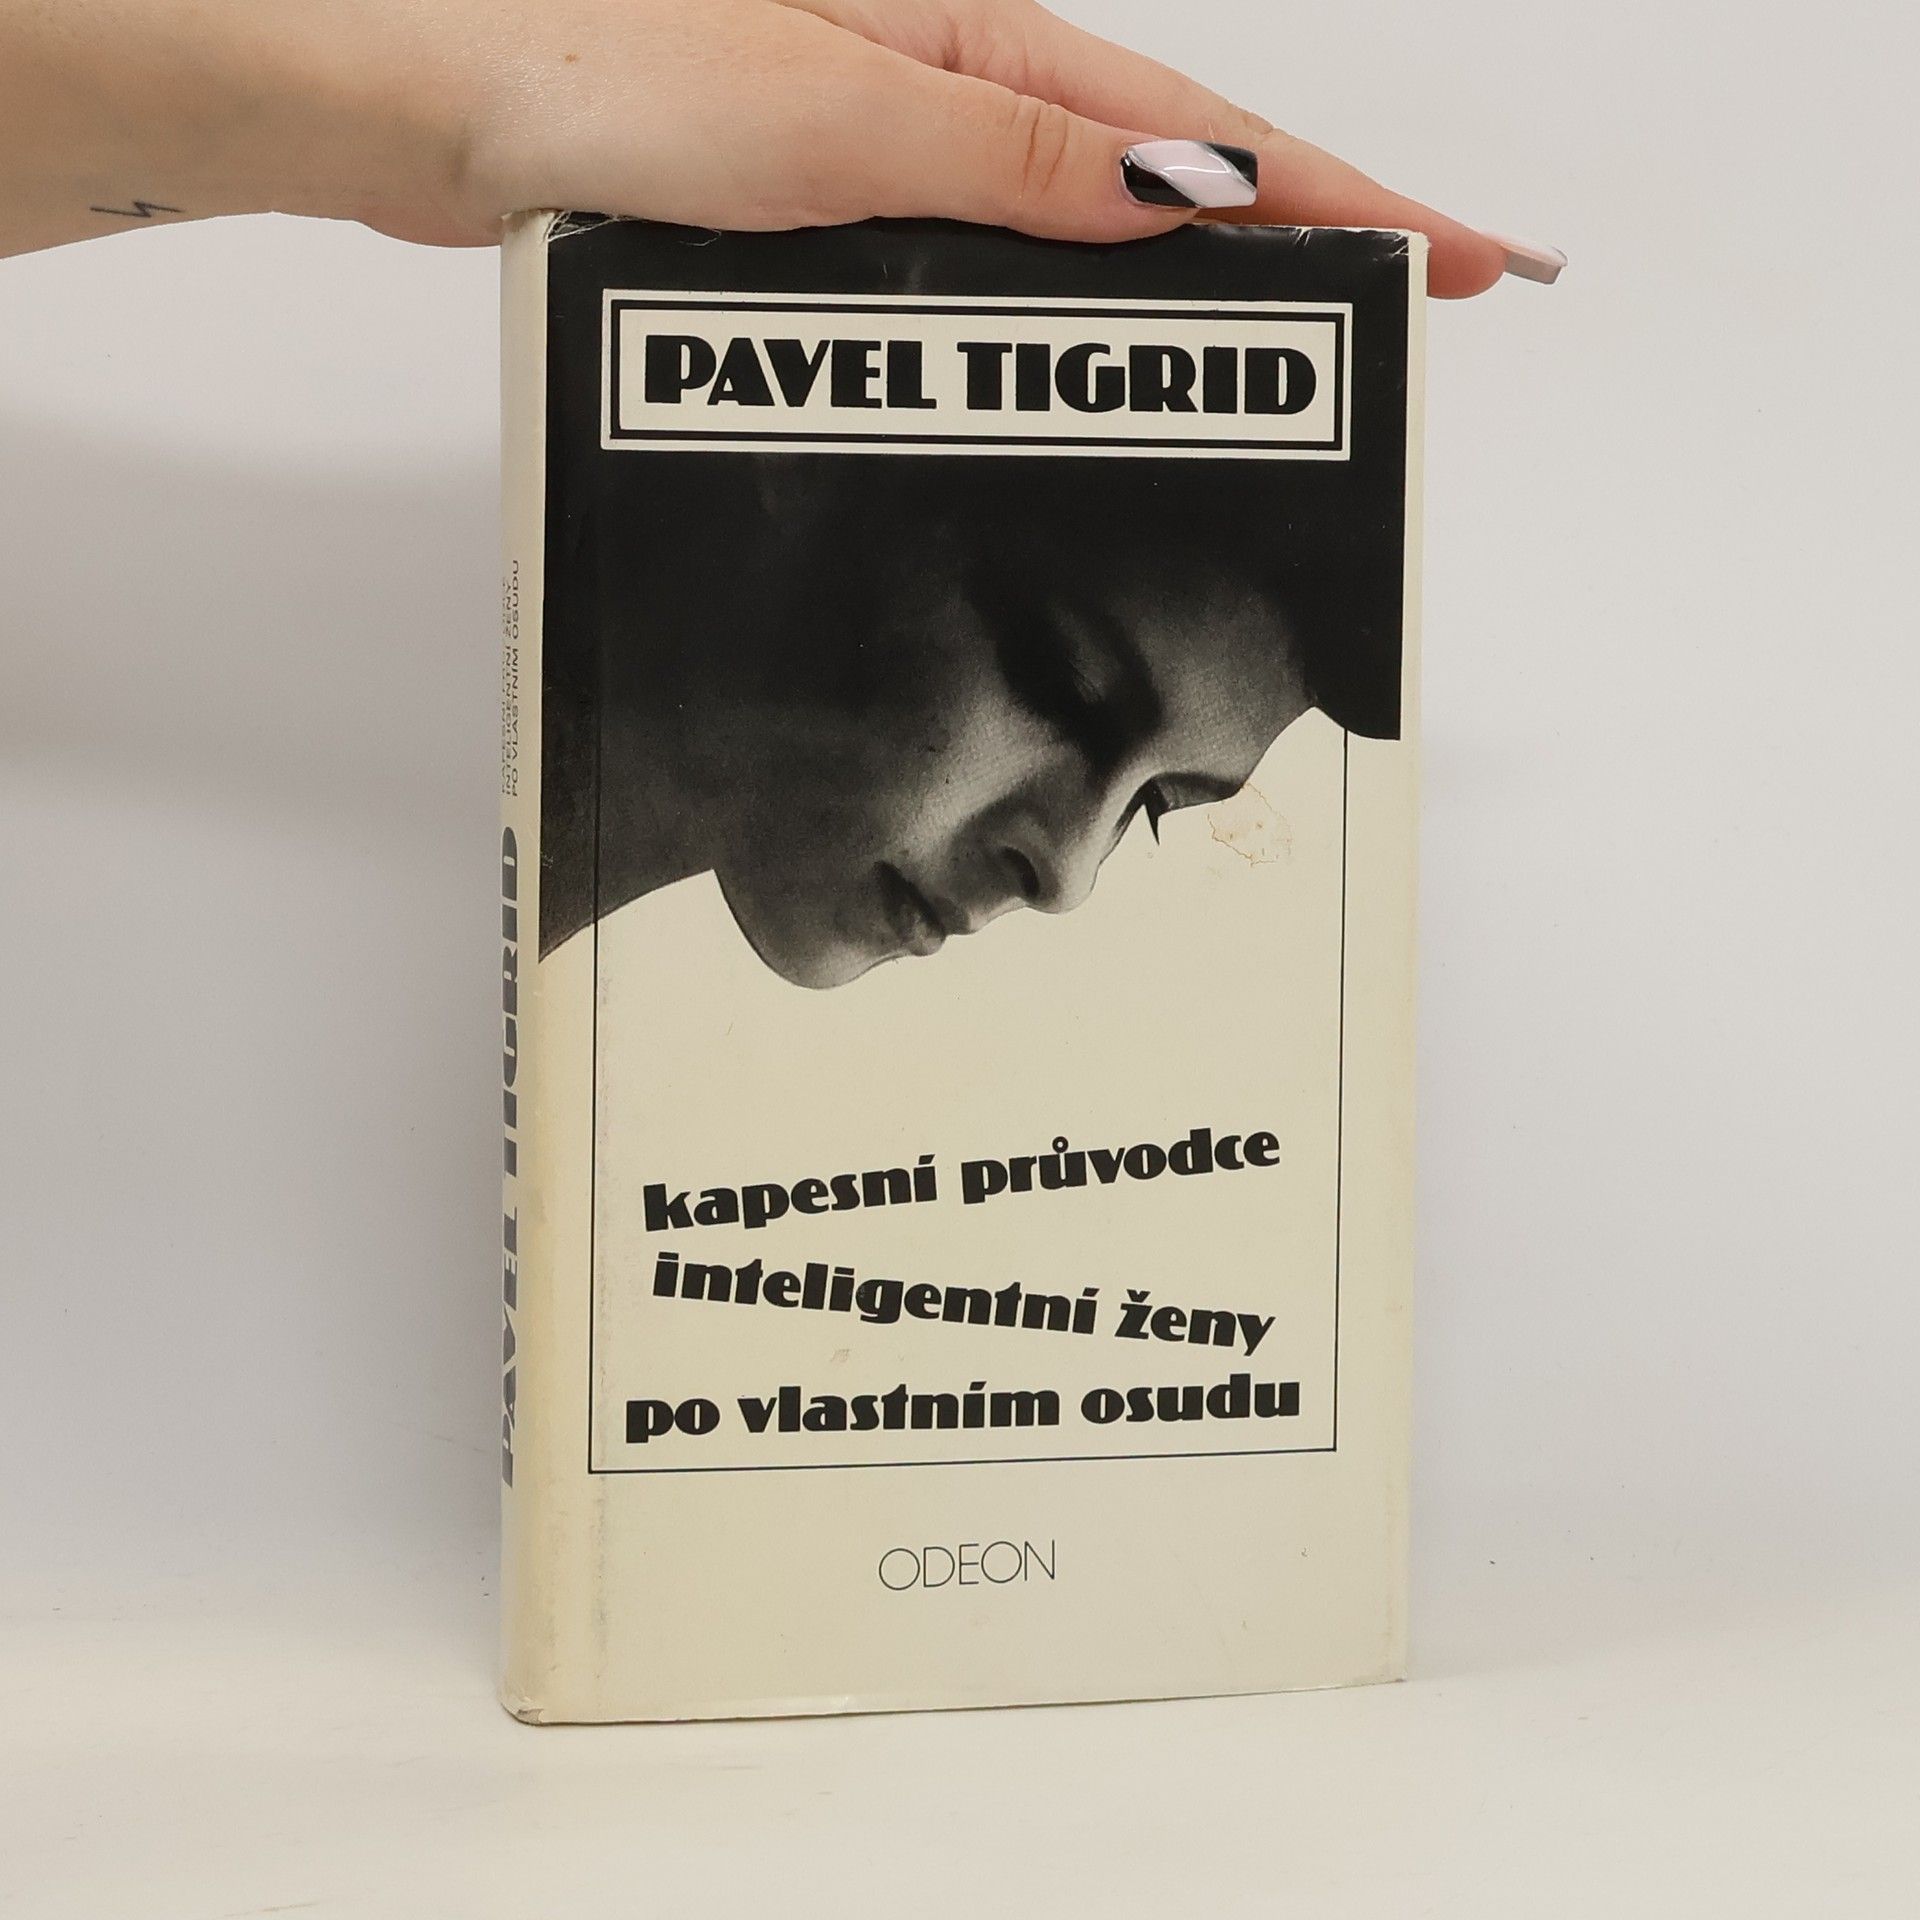 PAVEL TIGRID
kapesní průvodce
inteligentní ženy
po vlastním osudu
ODEON
PAVEL TIGRID
KAPESNÍ PRŮVODCE
INTELIGENTNÍ ŽENY
PO VLASTNÍM OSUDU